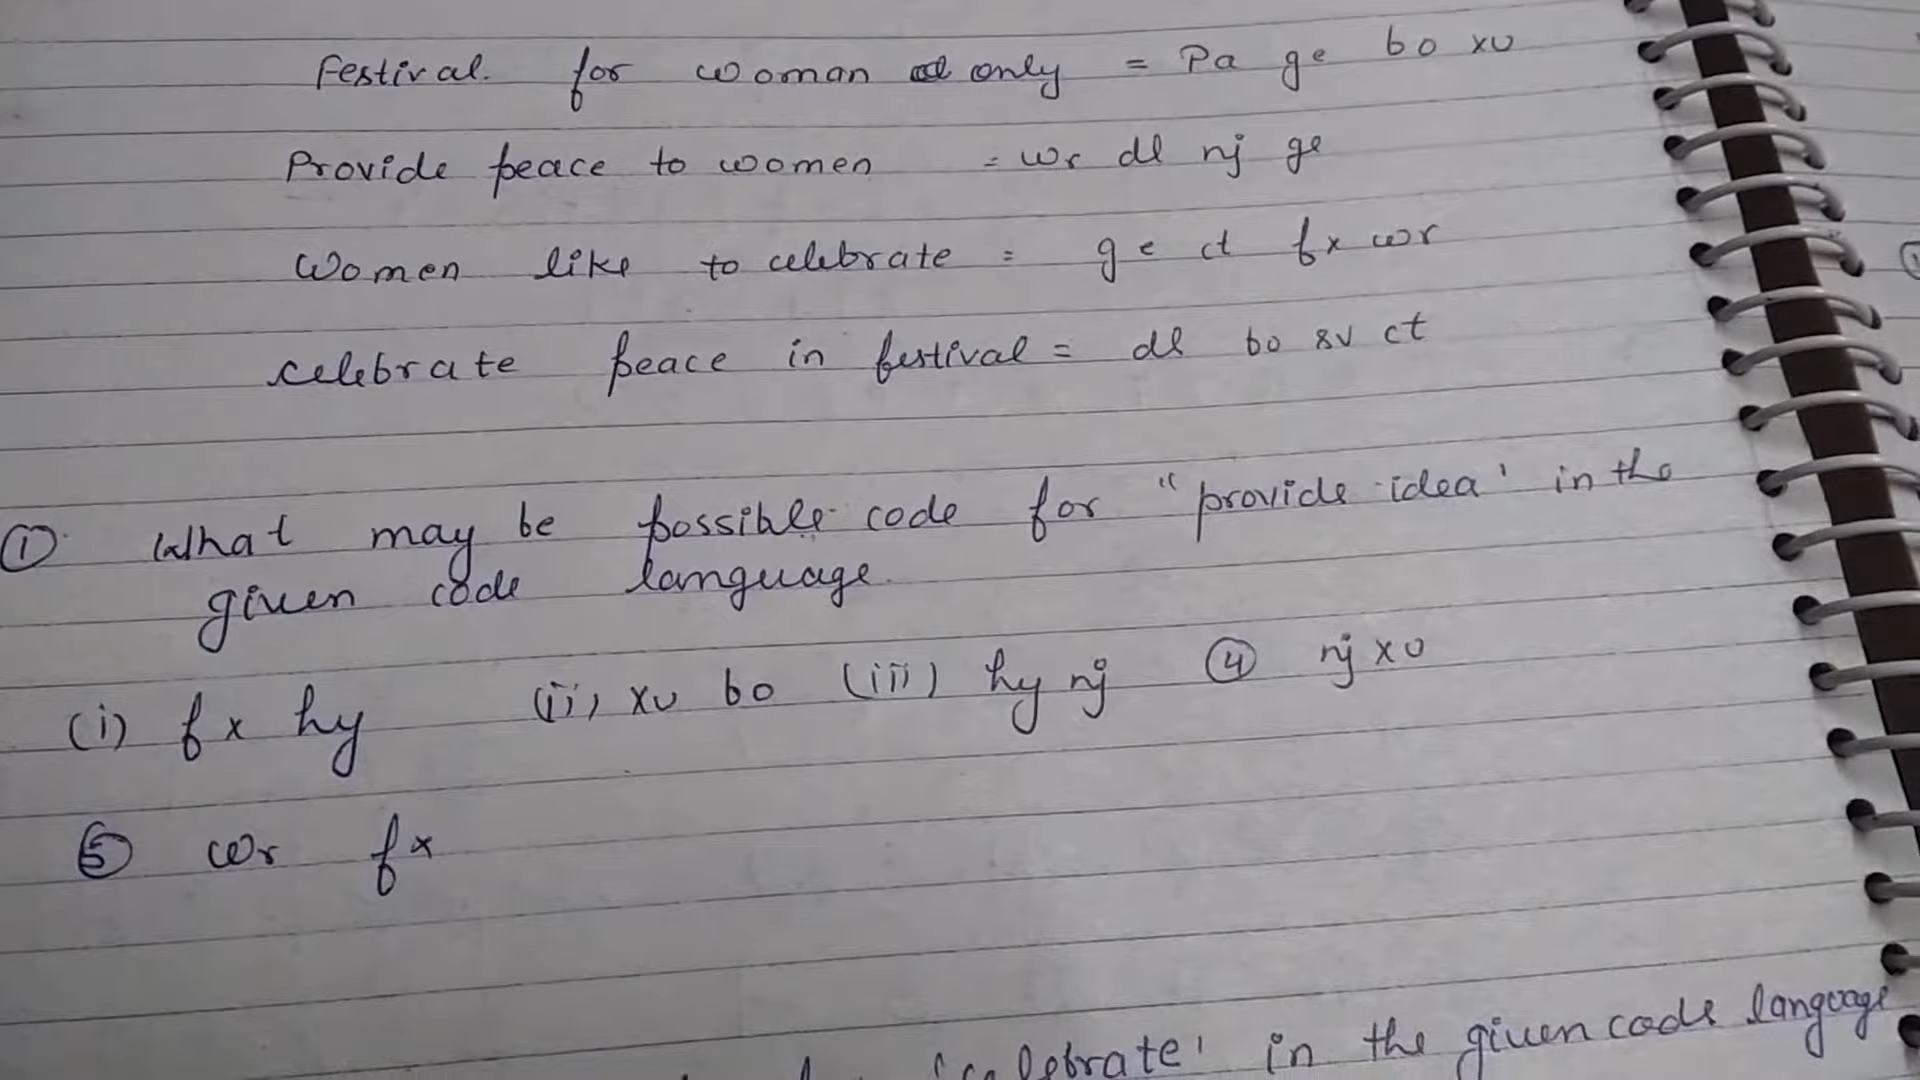 festival for woman only = Pa ge bo xu
Provide peace to women = wr dl nj ge
Women like to celebrate = ge ct fx wr
celebrate peace in festival = dl bo sv ct
① What may be possible code for "provide idea' in the
given code language.
(i) fx hy (ii) xu bo (iii) hy nj ④ nj xu
⑤ wr fx
celebrate' in the given code language